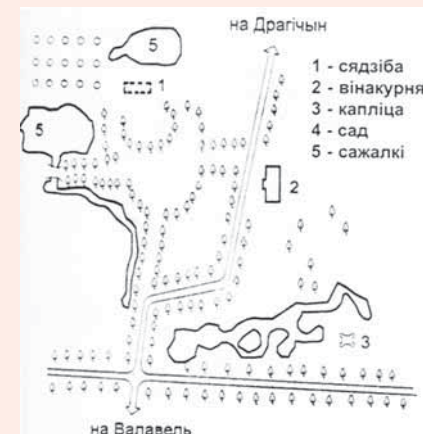 на Драгічын
1 - сядзіба
2 - вінакурня
3 - капліца
4 - сад
5 - сажалкі
5
1
5
2
3
на Валавель